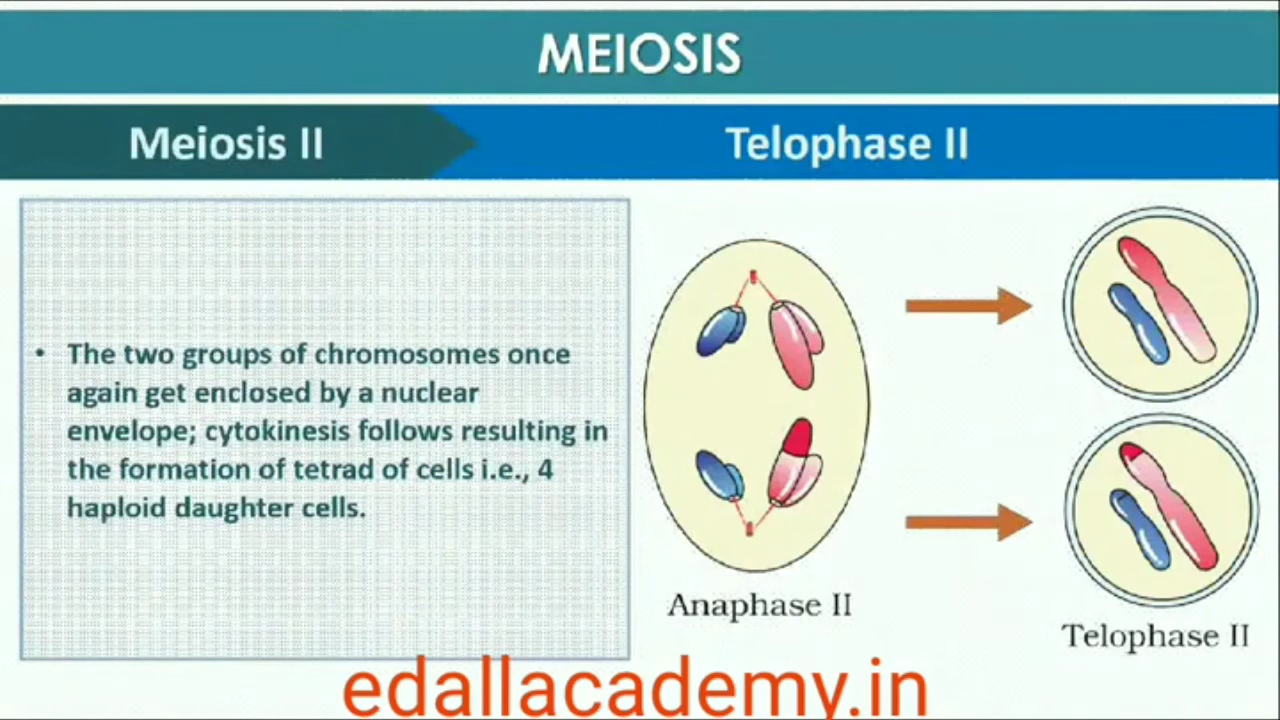 MEIOSIS
Meiosis II
Telophase II
• The two groups of chromosomes once
again get enclosed by a nuclear
envelope; cytokinesis follows resulting in
the formation of tetrad of cells i.e., 4
haploid daughter cells.
Anaphase II
Telophase II
edallacademy.in